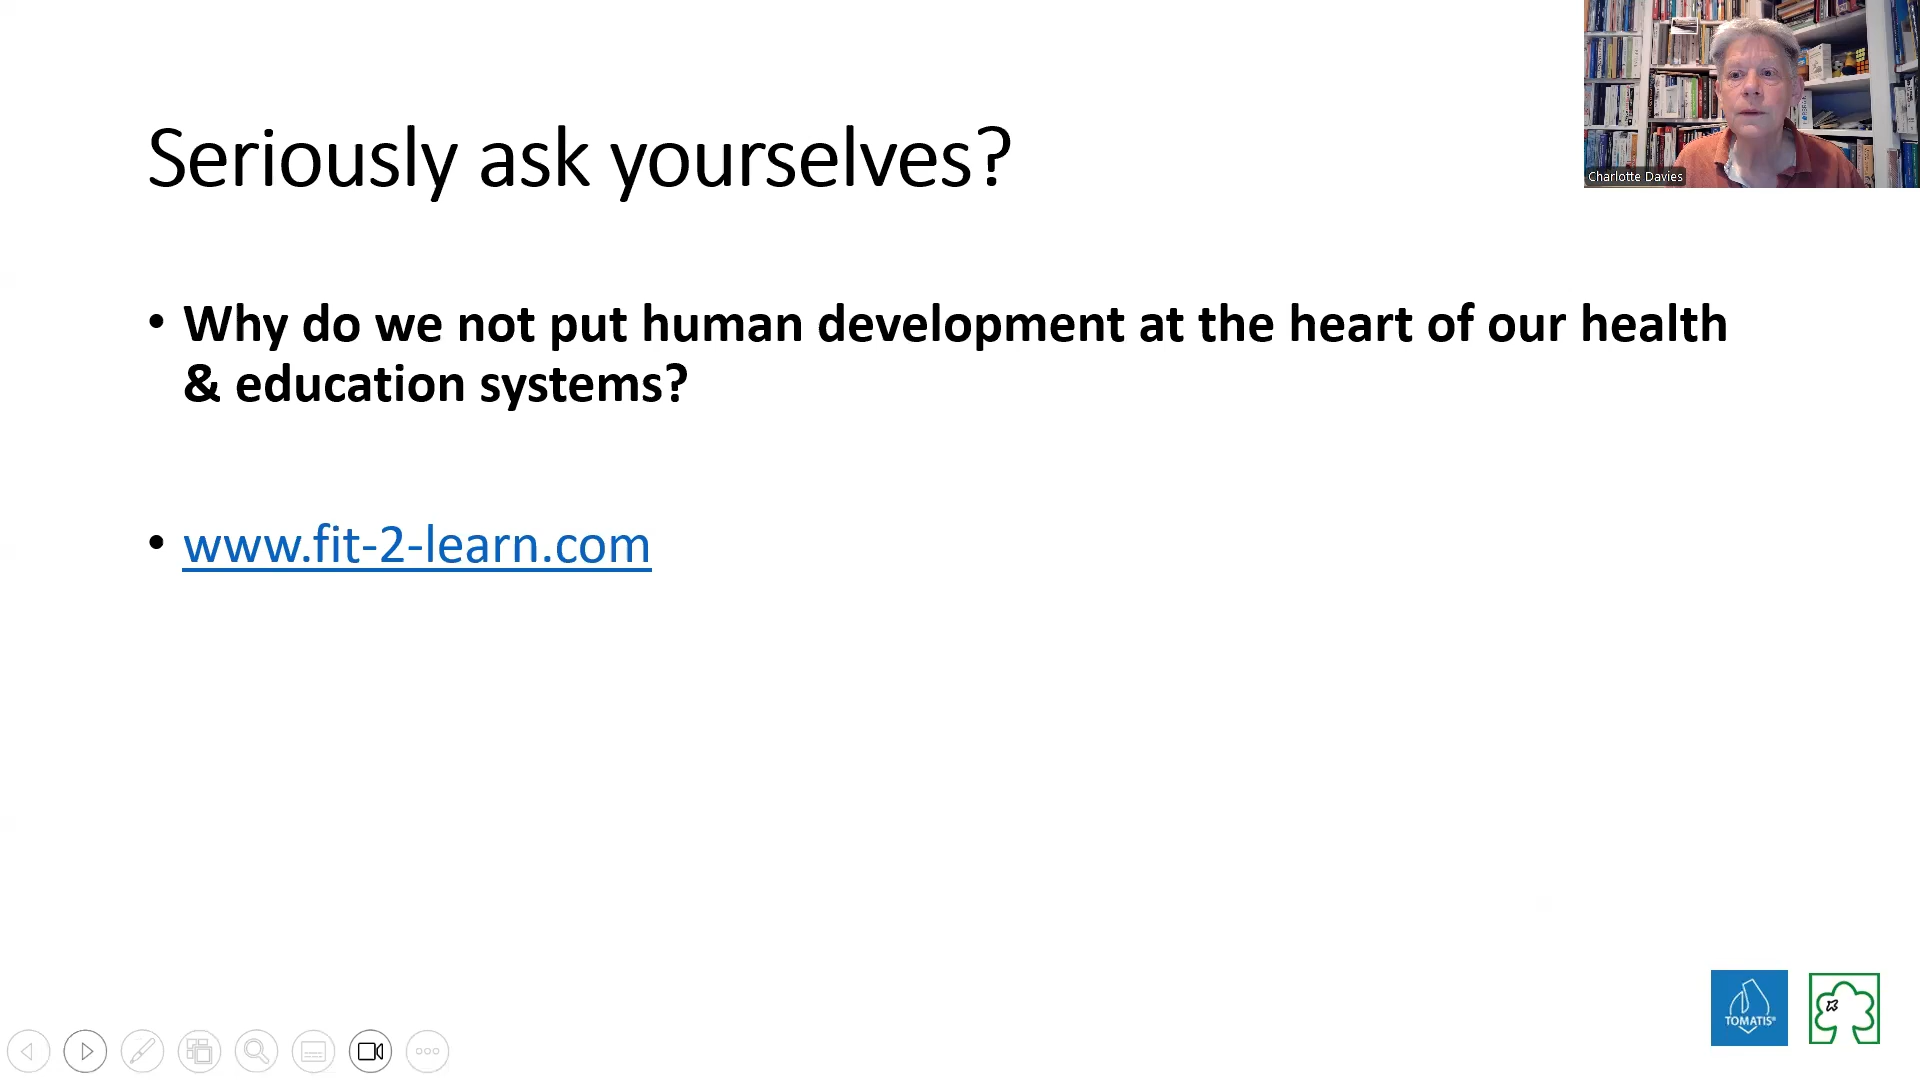 Seriously ask yourselves?
Charlotte Davies
• Why do we not put human development at the heart of our health
& education systems?
• www.fit-2-learn.com
TOMATIS®